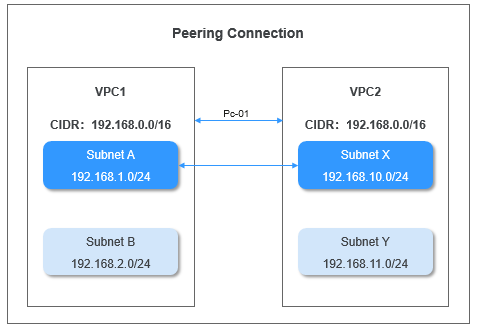 Peering Connection
VPC1
VPC2
Pc-01
CIDR： 192.168.0.0/16
CIDR： 192.168.0.0/16
Subnet A
192.168.1.0/24
Subnet X
192.168.10.0/24
Subnet B
192.168.2.0/24
Subnet Y
192.168.11.0/24